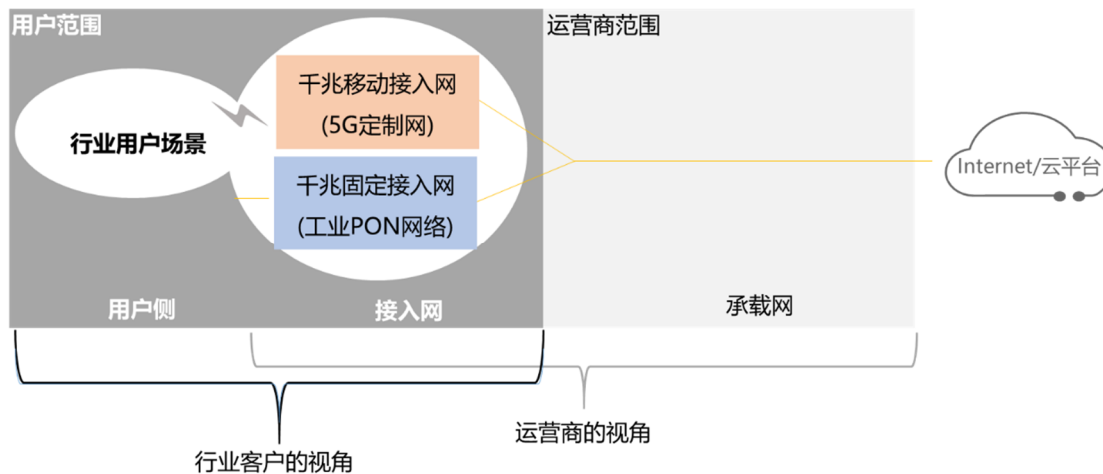 用户范围
运营商范围
千兆移动接入网
(5G定制网)
行业用户场景
千兆固定接入网
(工业PON网络)
Internet/云平台
用户侧
接入网
承载网
运营商的视角
行业客户的视角